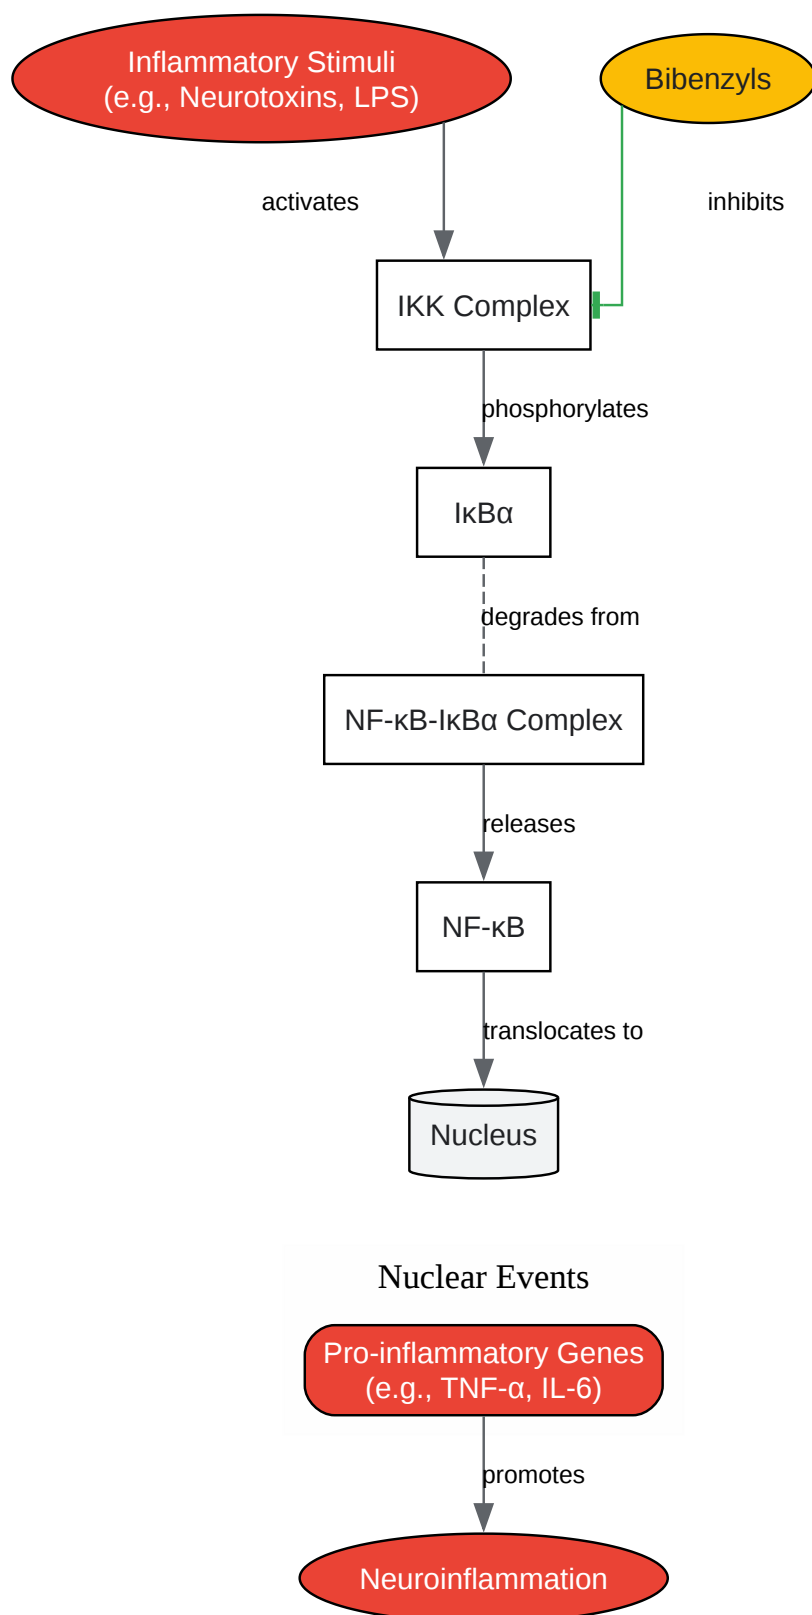 Inflammatory Stimuli
(e.g., Neurotoxins, LPS)
Bibenzyls
activates
inhibits
IKK Complex
phosphorylates
IκBα
degrades from
NF-κB-IκBα Complex
releases
NF-κB
translocates to
Nucleus
Nuclear Events
Pro-inflammatory Genes
(e.g., TNF-α, IL-6)
promotes
Neuroinflammation